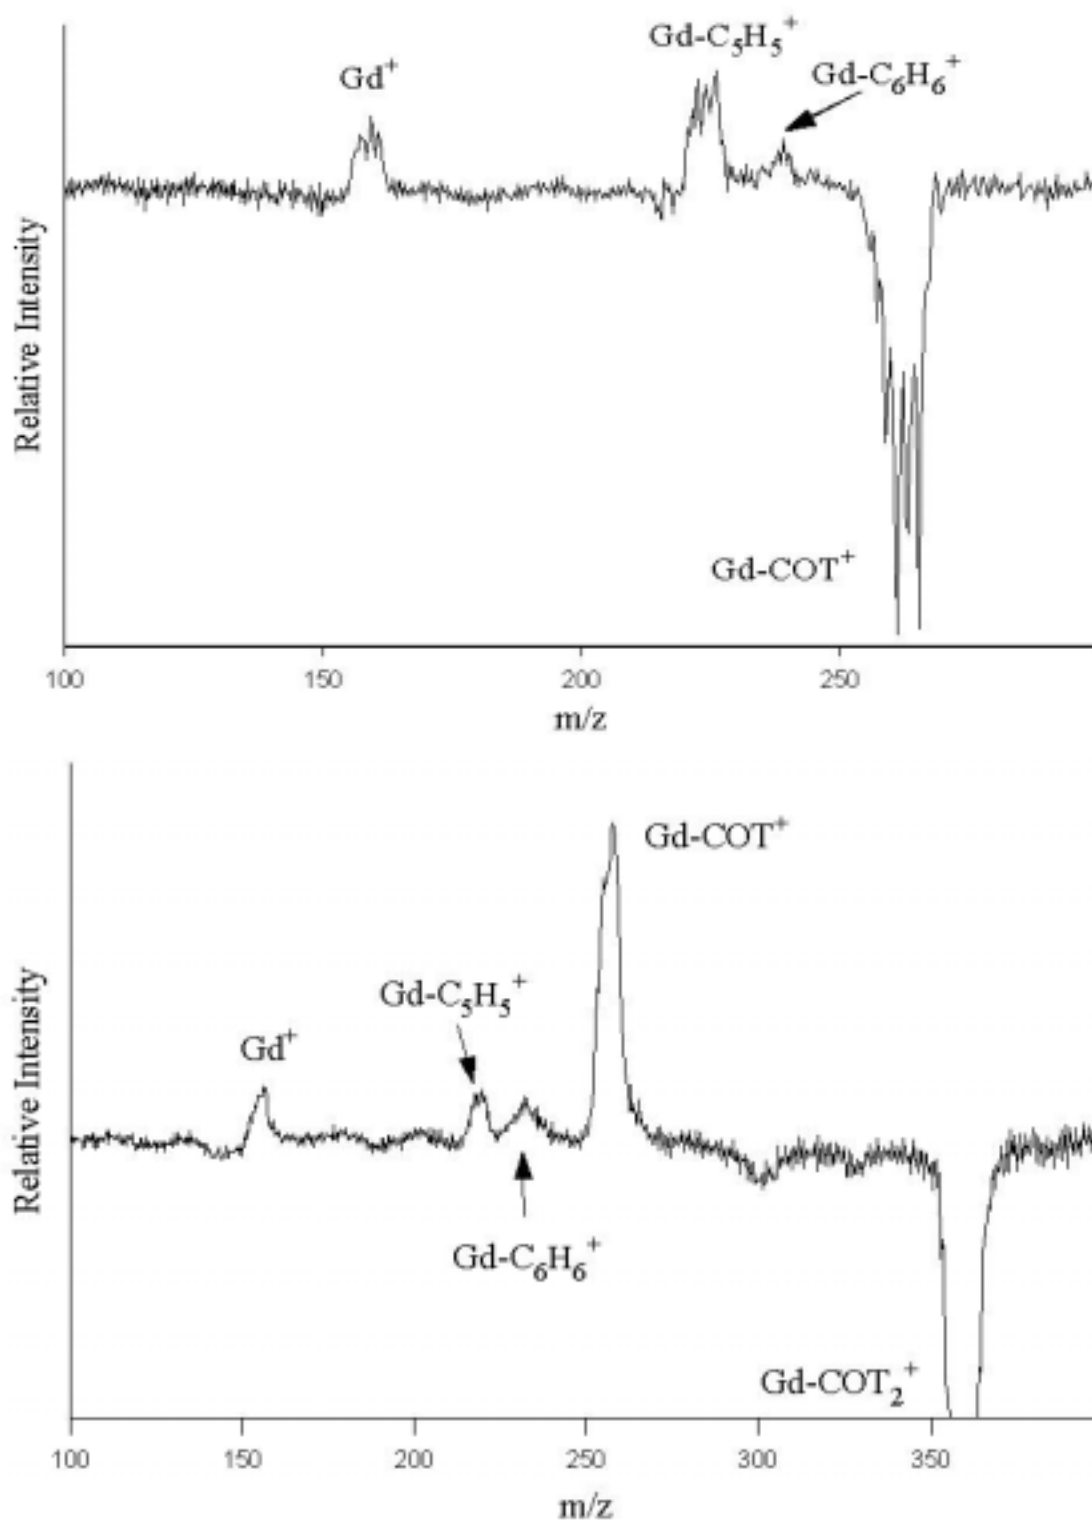 Gd-C₅H₅⁺
Gd⁺
Gd-C₆H₆⁺
Relative Intensity
Gd-COT⁺
100 150 200 250
m/z
Gd-COT⁺
Gd-C₅H₅⁺
Gd⁺
Relative Intensity
Gd-C₆H₆⁺
Gd-COT₂⁺
100 150 200 250 300 350
m/z